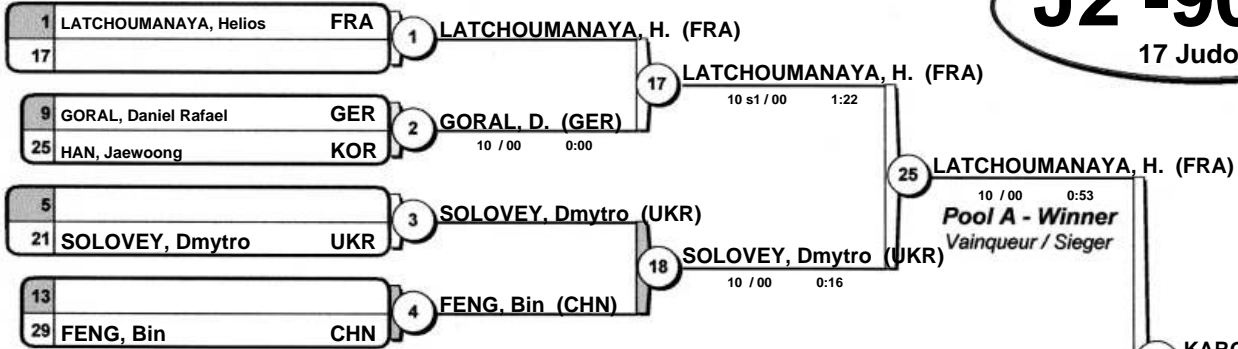 J2 -90
17 Judo
1 LATCHOUMANAYA, Helios FRA
17
1
LATCHOUMANAYA, H. (FRA)
9 GORAL, Daniel Rafael GER
25 HAN, Jaewoong KOR
2
GORAL, D. (GER)
10 / 00 0:00
17
LATCHOUMANAYA, H. (FRA)
10 s1 / 00 1:22
5
21 SOLOVEY, Dmytro UKR
3
SOLOVEY, Dmytro (UKR)
13
29 FENG, Bin CHN
4
FENG, Bin (CHN)
18
SOLOVEY, Dmytro (UKR)
10 / 00 0:16
25
LATCHOUMANAYA, H. (FRA)
10 / 00 0:53
Pool A - Winner
Vainqueur / Sieger